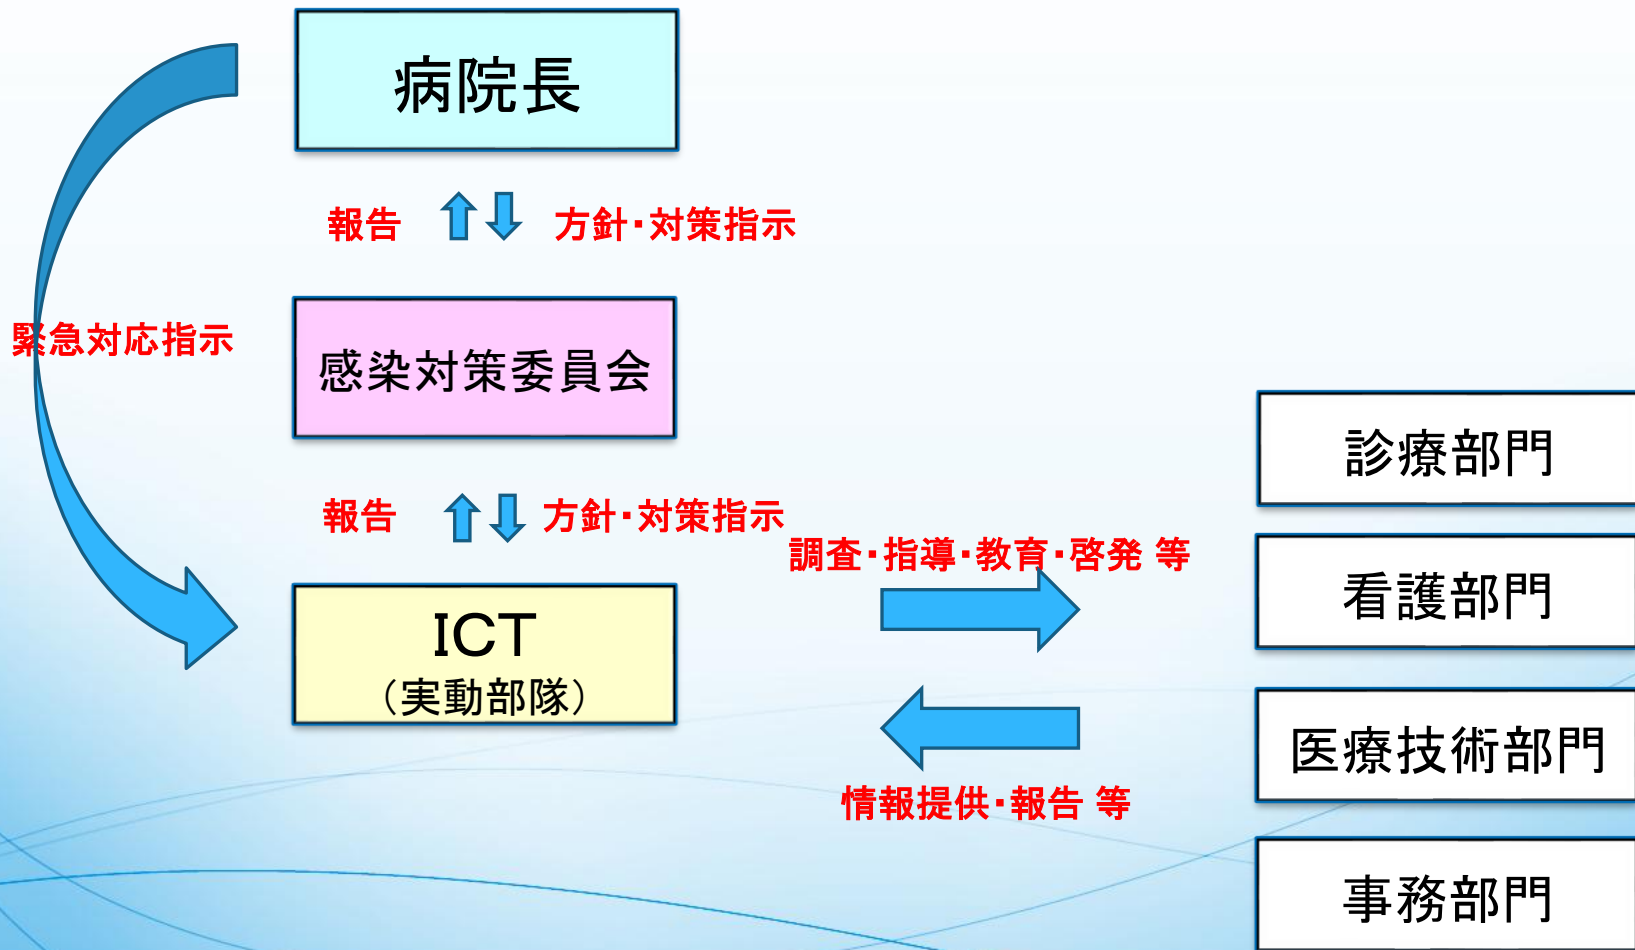 病院長
報告
方針・対策指示
緊急対応指示
感染対策委員会
報告
方針・対策指示
ICT
（実動部隊）
調査・指導・教育・啓発 等
情報提供・報告 等
診療部門
看護部門
医療技術部門
事務部門